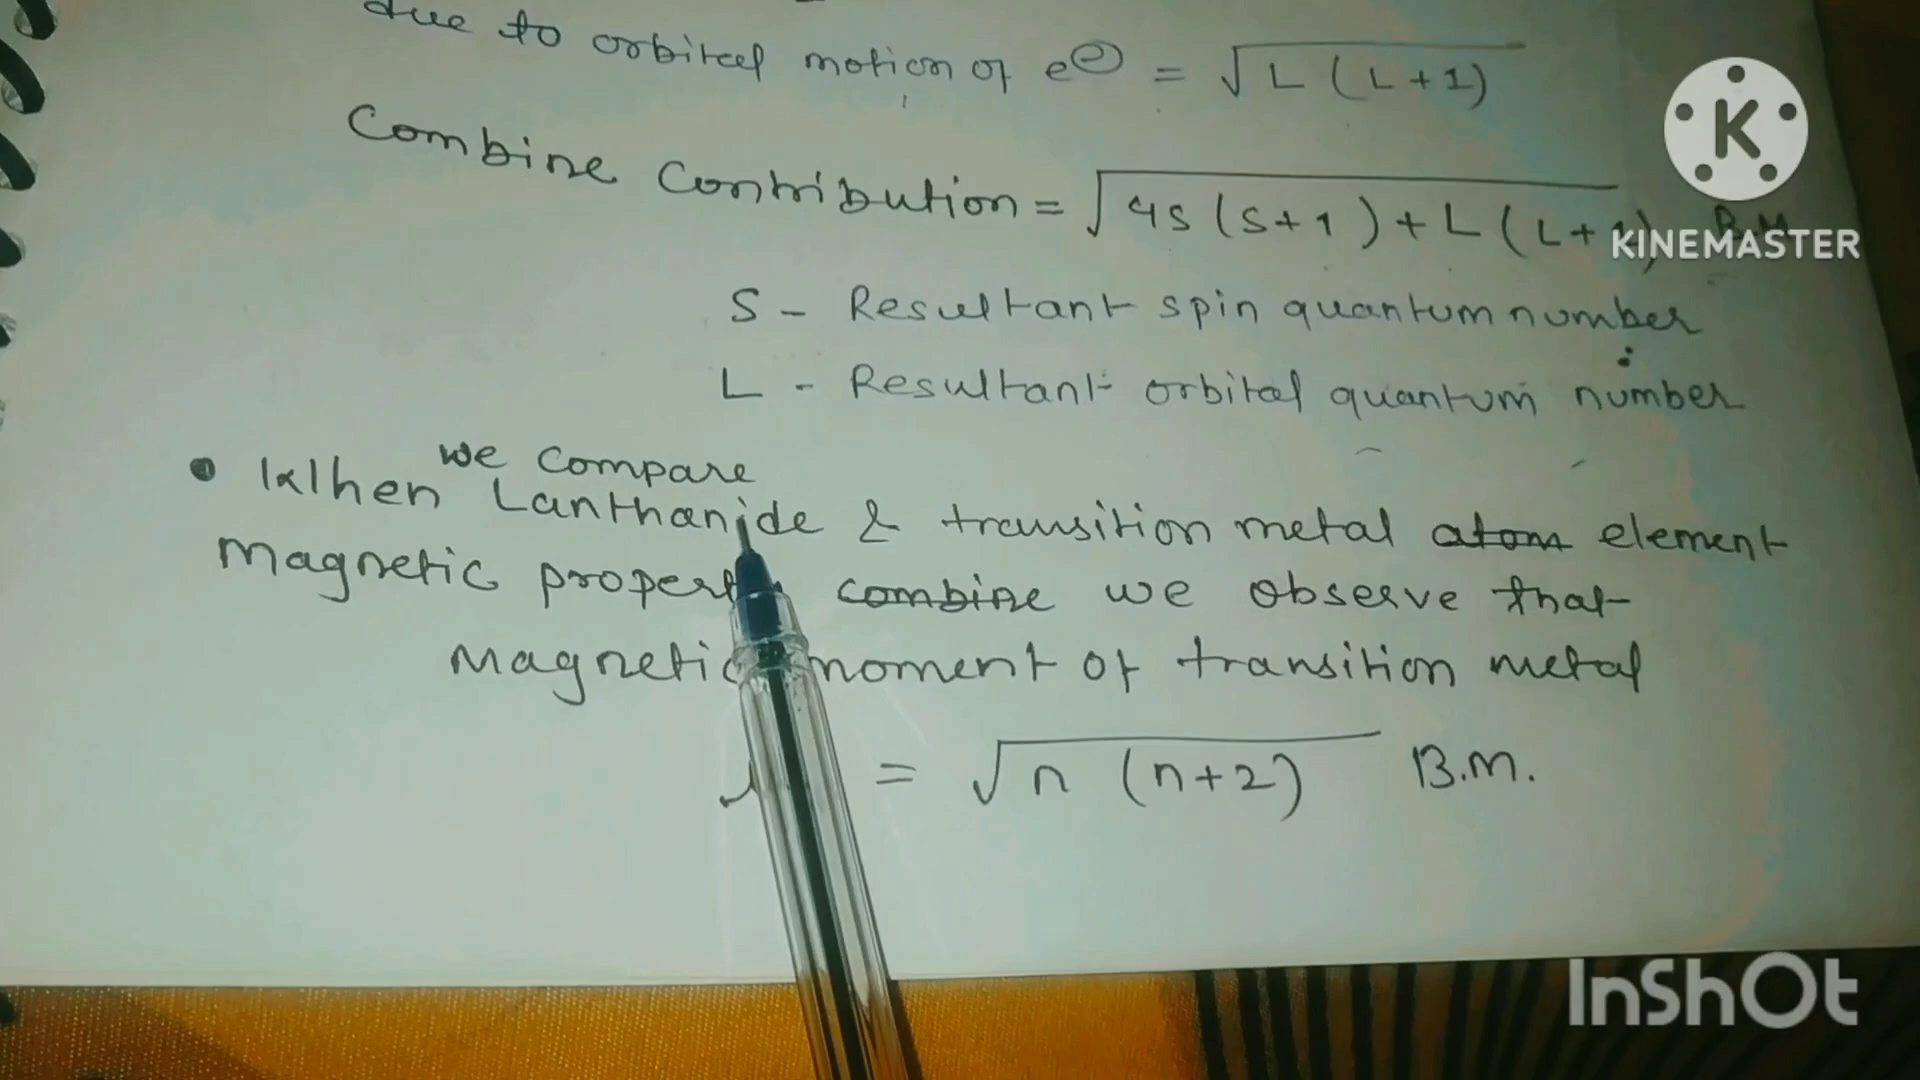 due to orbital motion of e⊖ = √L (L+1)
Combine Contribution = √4s (s+1) + L (L+1) B.M
S - Resultant spin quantum number
L - Resultant orbital quantum number
• When we compare Lanthanide & transition metal atom element
magnetic property combine we observe that
magnetic moment of transition metal
= √n (n+2) B.M.
K
KINEMASTER
InShOt